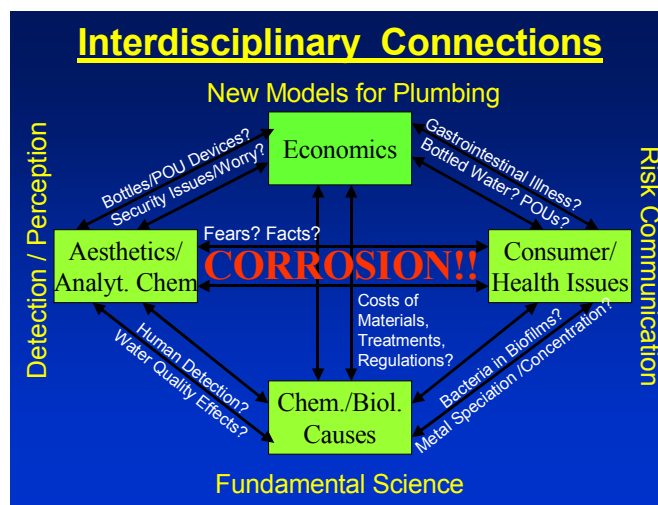 Interdisciplinary Connections
New Models for Plumbing
Detection / Perception
Risk Communication
Bottles/POU Devices?
Security Issues/Worry?
Economics
Gastrointestinal Illness?
Bottled Water? POUs?
Aesthetics/
Analyt. Chem
Fears? Facts?
CORROSION!!
Consumer/
Health Issues
Costs of
Materials,
Treatments,
Regulations?
Human Detection?
Water Quality Effects?
Chem./Biol.
Causes
Bacteria in Biofilms?
Metal Speciation /Concentration?
Fundamental Science